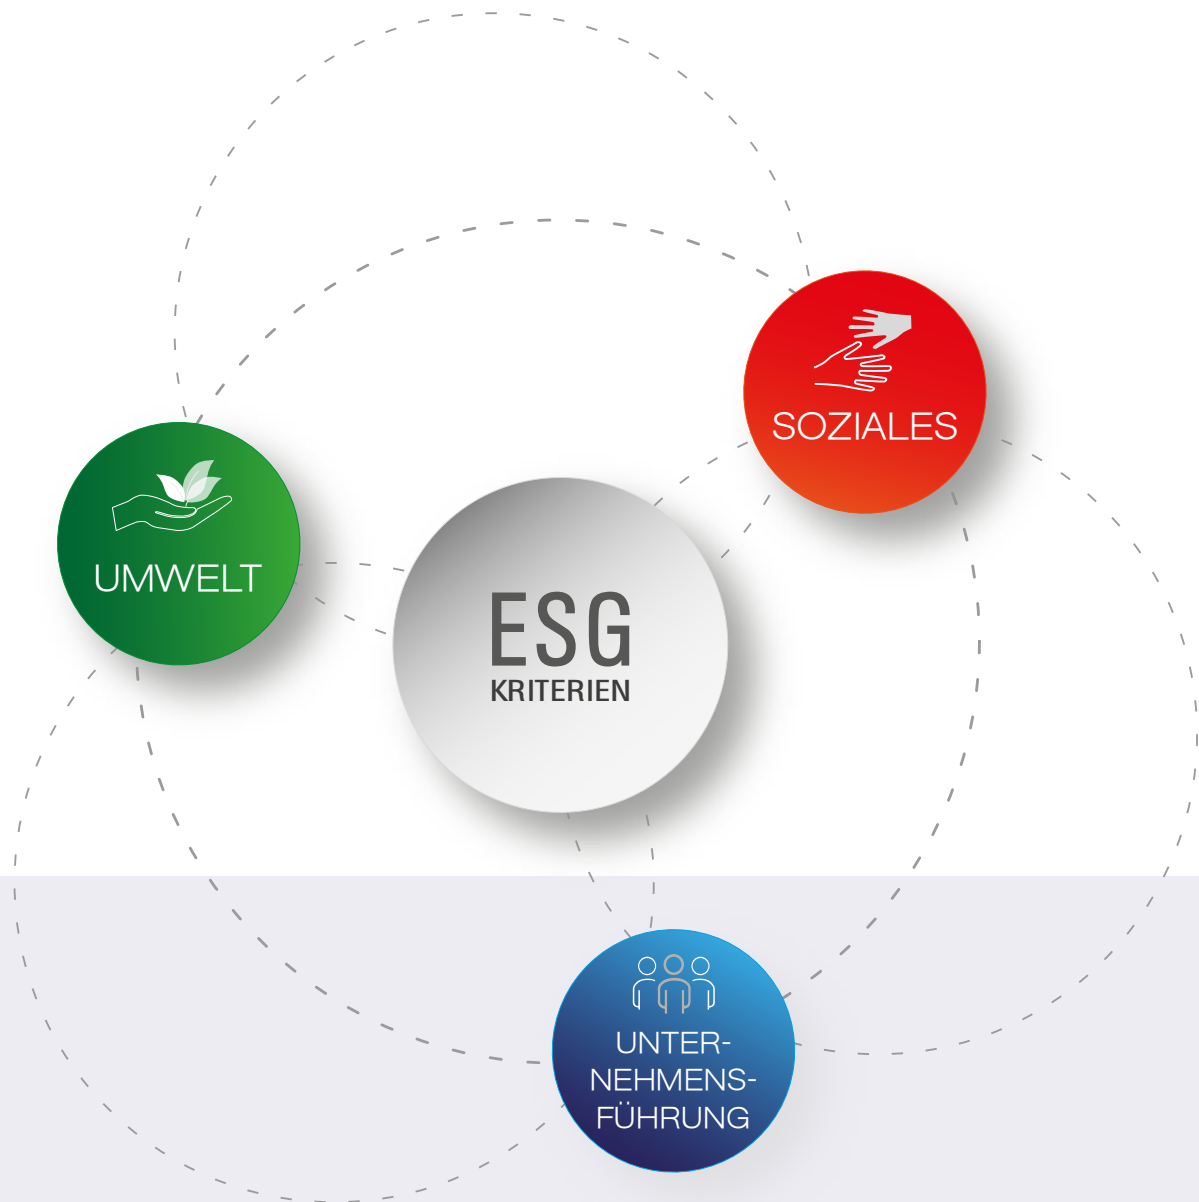 SOZIALES
UMWELT
ESG
KRITERIEN
UNTER-
NEHMENS-
FÜHRUNG